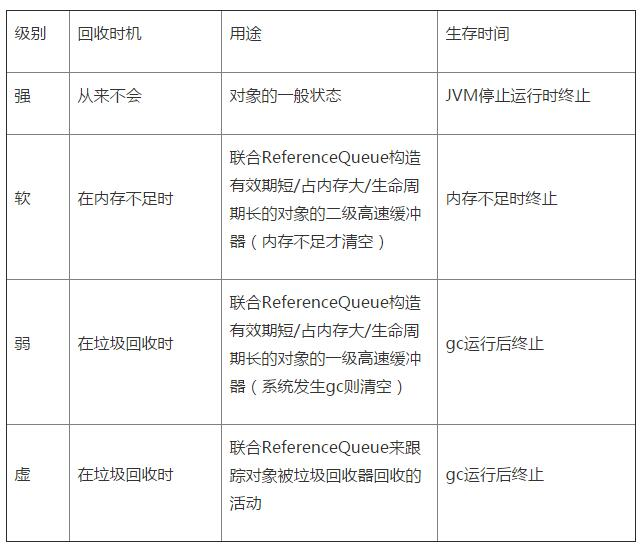 级别 回收时机 用途 生存时间
强 从来不会 对象的一般状态 JVM停止运行时终止
软 在内存不足时 联合ReferenceQueue构造
有效期短/占内存大/生命周
期长的对象的二级高速缓冲
器（内存不足才清空） 内存不足时终止
弱 在垃圾回收时 联合ReferenceQueue构造
有效期短/占内存大/生命周
期长的对象的一级高速缓冲
器（系统发生gc则清空） gc运行后终止
虚 在垃圾回收时 联合ReferenceQueue来跟
踪对象被垃圾回收器回收的
活动 gc运行后终止